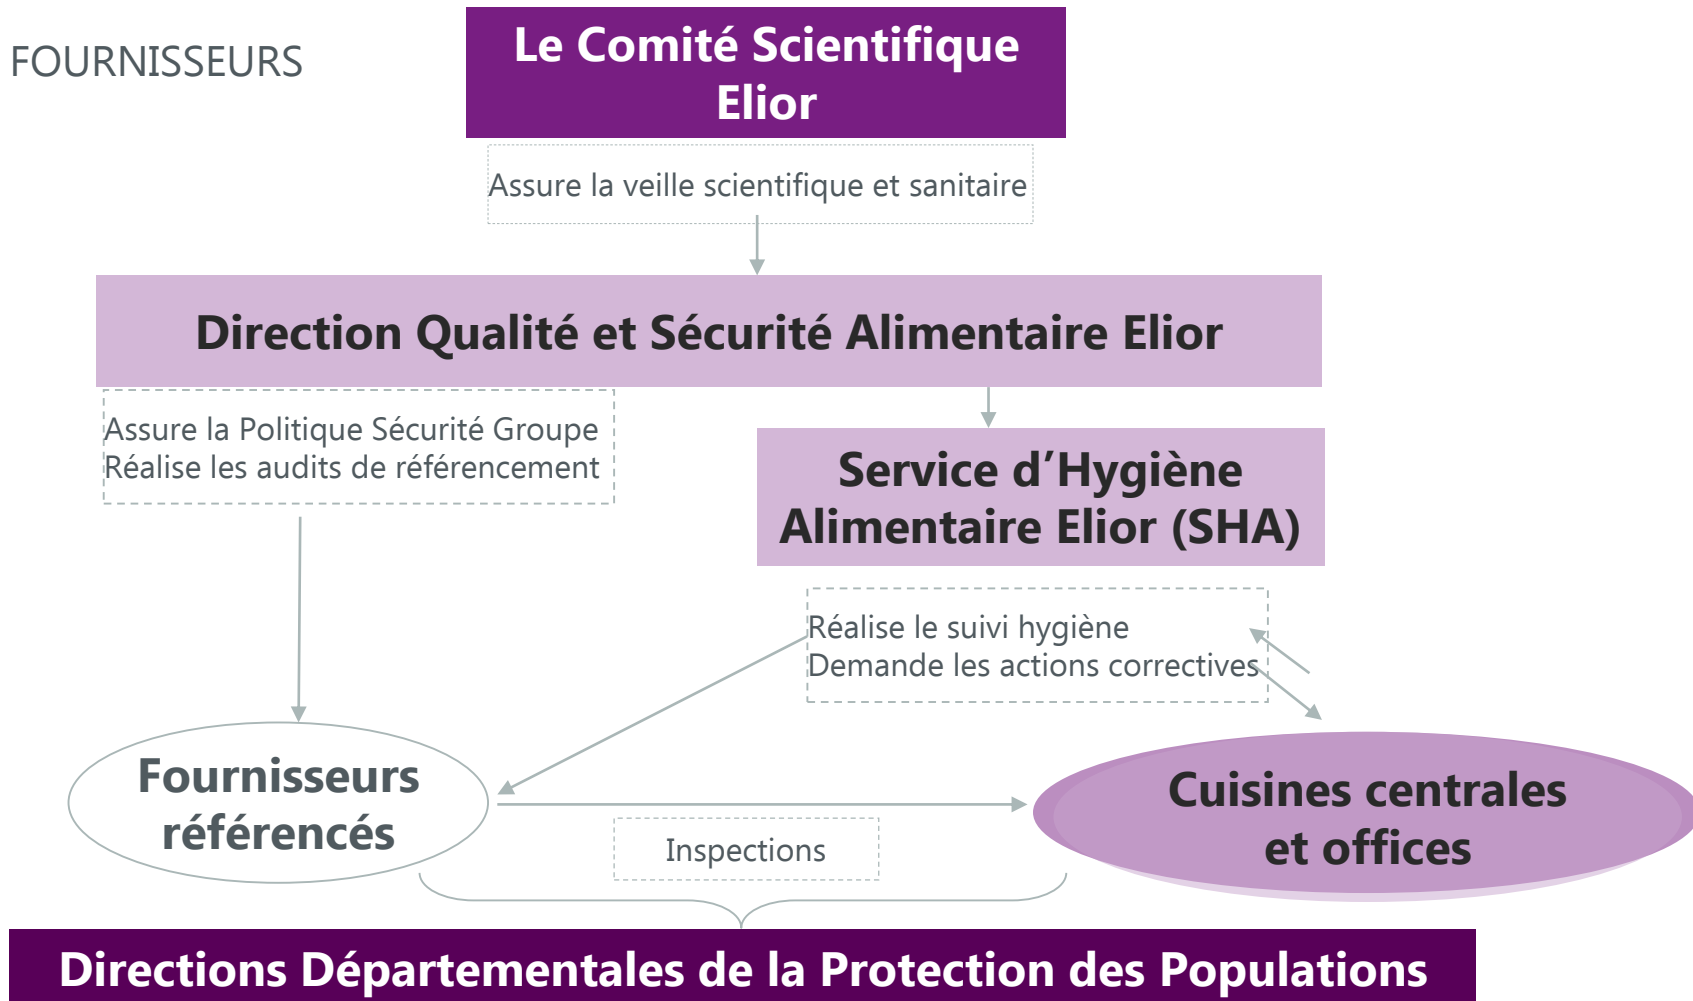 FOURNISSEURS
Le Comité Scientifique
Elior
Assure la veille scientifique et sanitaire
Direction Qualité et Sécurité Alimentaire Elior
Assure la Politique Sécurité Groupe
Réalise les audits de référencement
Service d’Hygiène
Alimentaire Elior (SHA)
Réalise le suivi hygiène
Demande les actions correctives
Fournisseurs
référencés
Inspections
Cuisines centrales
et offices
Directions Départementales de la Protection des Populations